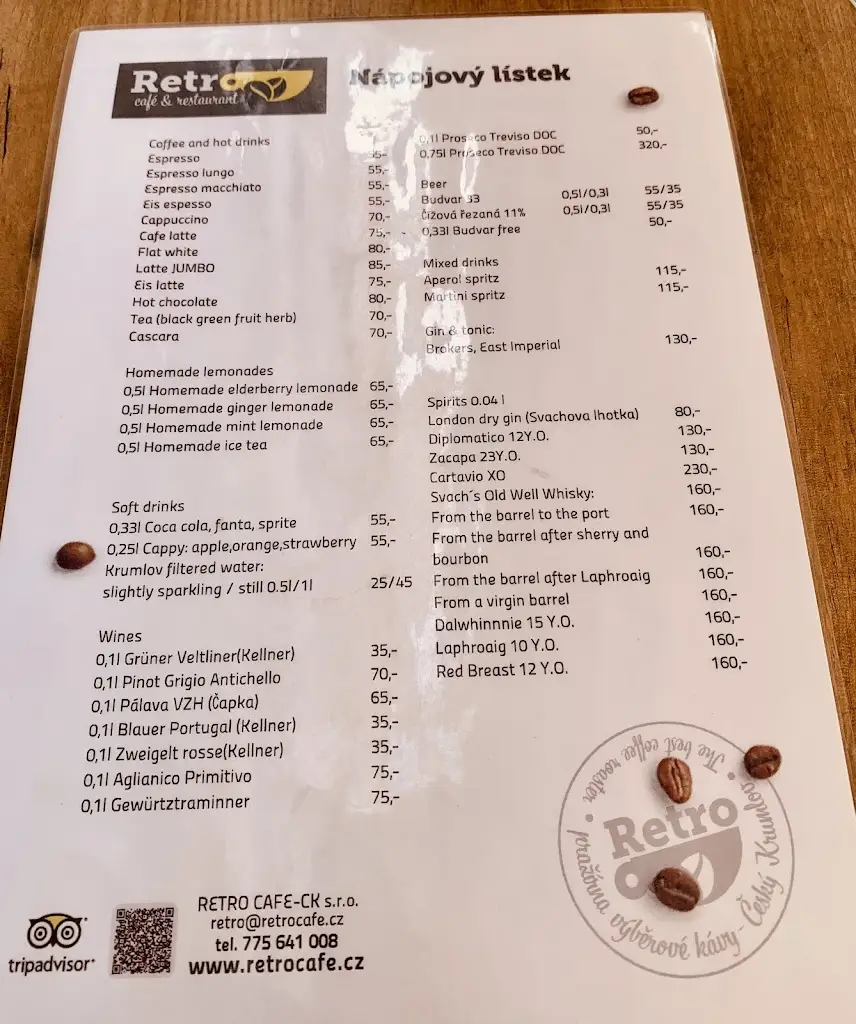 Retro
café & restaurant
Nápojový lístek
Coffee and hot drinks
Espresso 55-
Espresso lungo 55,-
Espresso macchiato 55,-
Eis espesso 55,-
Cappuccino 70,-
Cafe latte 75,-
Flat white 80,-
Latte JUMBO 85,-
Eis latte 75,-
Hot chocolate 80,-
Tea (black green fruit herb) 70,-
Cascara 70,-
Homemade lemonades
0,5l Homemade elderberry lemonade 65,-
0,5l Homemade ginger lemonade 65,-
0,5l Homemade mint lemonade 65,-
0,5l Homemade ice tea 65,-
Soft drinks
0,33l Coca cola, fanta, sprite 55,-
0,25l Cappy: apple,orange,strawberry 55,-
Krumlov filtered water:
slightly sparkling / still 0.5l/1l 25/45
Wines
0,1l Grüner Veltliner(Kellner) 35,-
0,1l Pinot Grigio Antichello 70,-
0,1l Pálava VZH (Čapka) 65,-
0,1l Blauer Portugal (Kellner) 35,-
0,1l Zweigelt rosse(Kellner) 35,-
0,1l Aglianico Primitivo 75,-
0,1l Gewürtztraminner 75,-
0,1l Proseco Treviso DOC 50,-
0,75l Proseco Treviso DOC 320,-
Beer
Budvar 33 0,5l/0,3l 55/35
Čížová řezaná 11% 0,5l/0,3l 55/35
0,33l Budvar free 50,-
Mixed drinks
Aperol spritz 115,-
Martini spritz 115,-
Gin & tonic:
Brokers, East Imperial 130,-
Spirits 0.04 l
London dry gin (Svachova lhotka) 80,-
Diplomatico 12Y.O. 130,-
Zacapa 23Y.O. 130,-
Cartavio XO 230,-
Svach´s Old Well Whisky: 160,-
From the barrel to the port 160,-
From the barrel after sherry and
bourbon 160,-
From the barrel after Laphroaig 160,-
From a virgin barrel 160,-
Dalwhinnnie 15 Y.O. 160,-
Laphroaig 10 Y.O. 160,-
Red Breast 12 Y.O. 160,-
The best coffee roaster
Retro
pražírna výběrové kávy - Český Krumlov
tripadvisor
RETRO CAFE-CK s.r.o.
retro@retrocafe.cz
tel. 775 641 008
www.retrocafe.cz